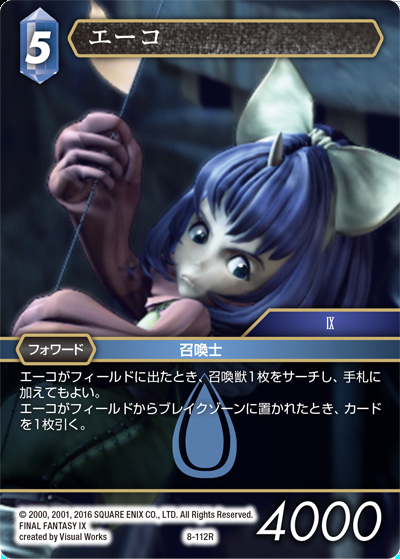 5
エーコ
IX
フォワード
召喚士
エーコがフィールドに出たとき、召喚獣1枚をサーチし、手札に
加えてもよい。
エーコがフィールドからブレイクゾーンに置かれたとき、カード
を1枚引く。
© 2000, 2001, 2016 SQUARE ENIX CO., LTD. All Rights Reserved.
FINAL FANTASY IX
created by Visual Works
8-112R
4000